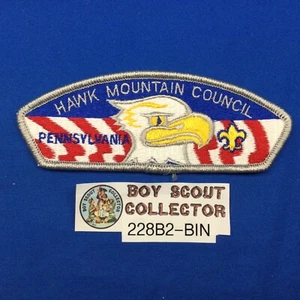 HAWK MOUNTAIN COUNCIL
PENNSYLVANIA
BOY SCOUT
COLLECTOR
228B2-BIN